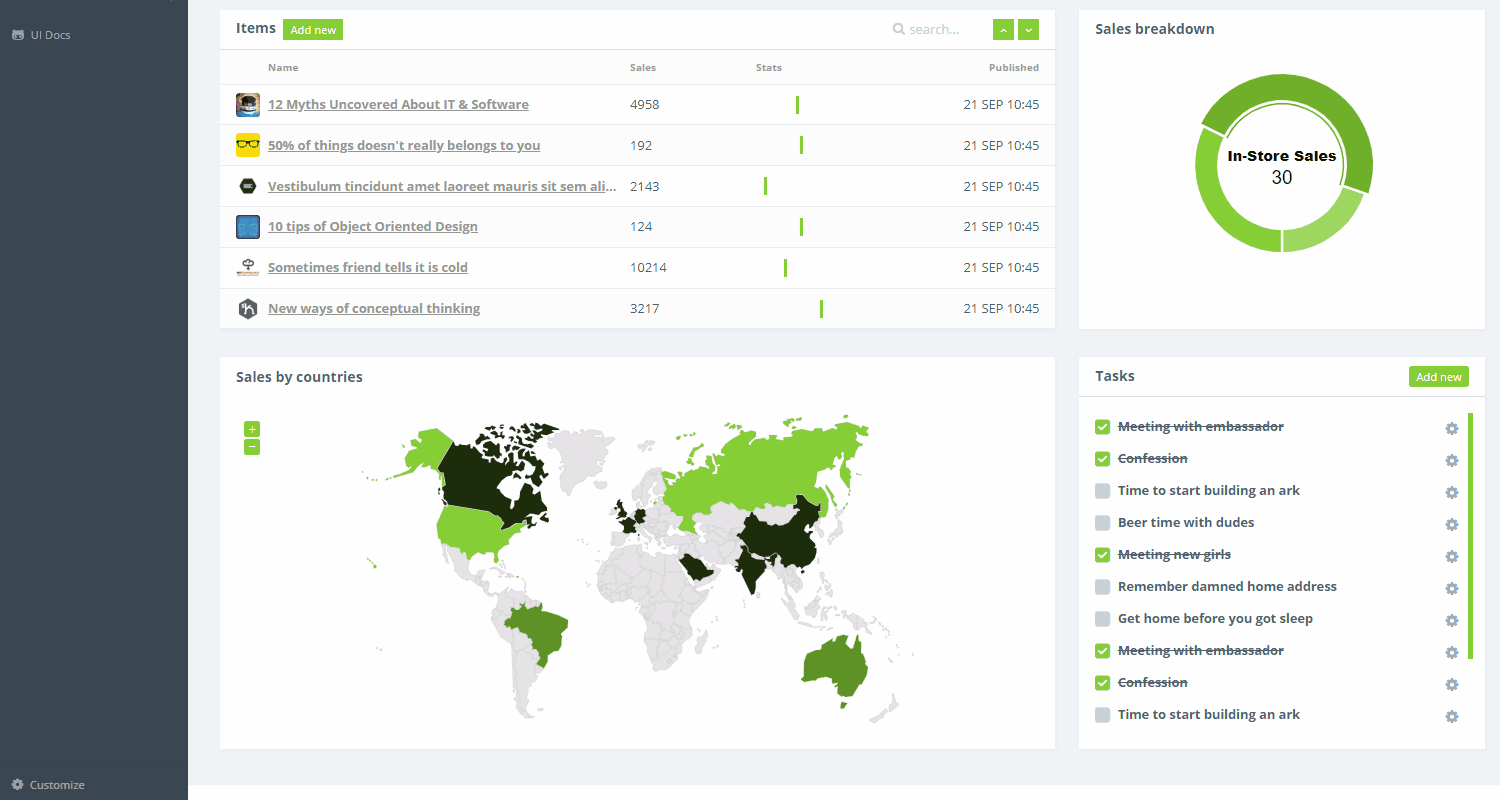 UI Docs
Customize
Items Add new search...
Name Sales Stats Published
12 Myths Uncovered About IT & Software 4958 21 SEP 10:45
50% of things doesn't really belongs to you 192 21 SEP 10:45
Vestibulum tincidunt amet laoreet mauris sit sem ali... 2143 21 SEP 10:45
10 tips of Object Oriented Design 124 21 SEP 10:45
Sometimes friend tells it is cold 10214 21 SEP 10:45
New ways of conceptual thinking 3217 21 SEP 10:45
Sales breakdown
In-Store Sales
30
Sales by countries
+
−
Tasks Add new
Meeting with embassador
Confession
Time to start building an ark
Beer time with dudes
Meeting new girls
Remember damned home address
Get home before you got sleep
Meeting with embassador
Confession
Time to start building an ark